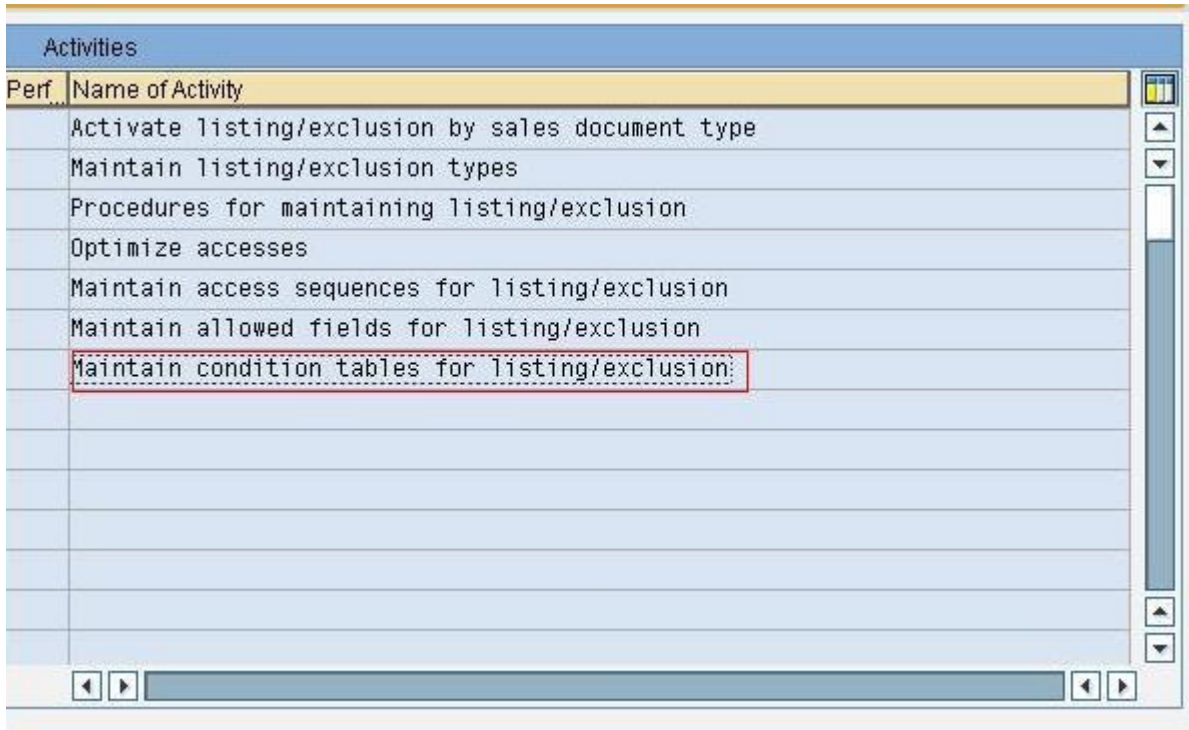 Activities
Perf... Name of Activity
Activate listing/exclusion by sales document type
Maintain listing/exclusion types
Procedures for maintaining listing/exclusion
Optimize accesses
Maintain access sequences for listing/exclusion
Maintain allowed fields for listing/exclusion
Maintain condition tables for listing/exclusion